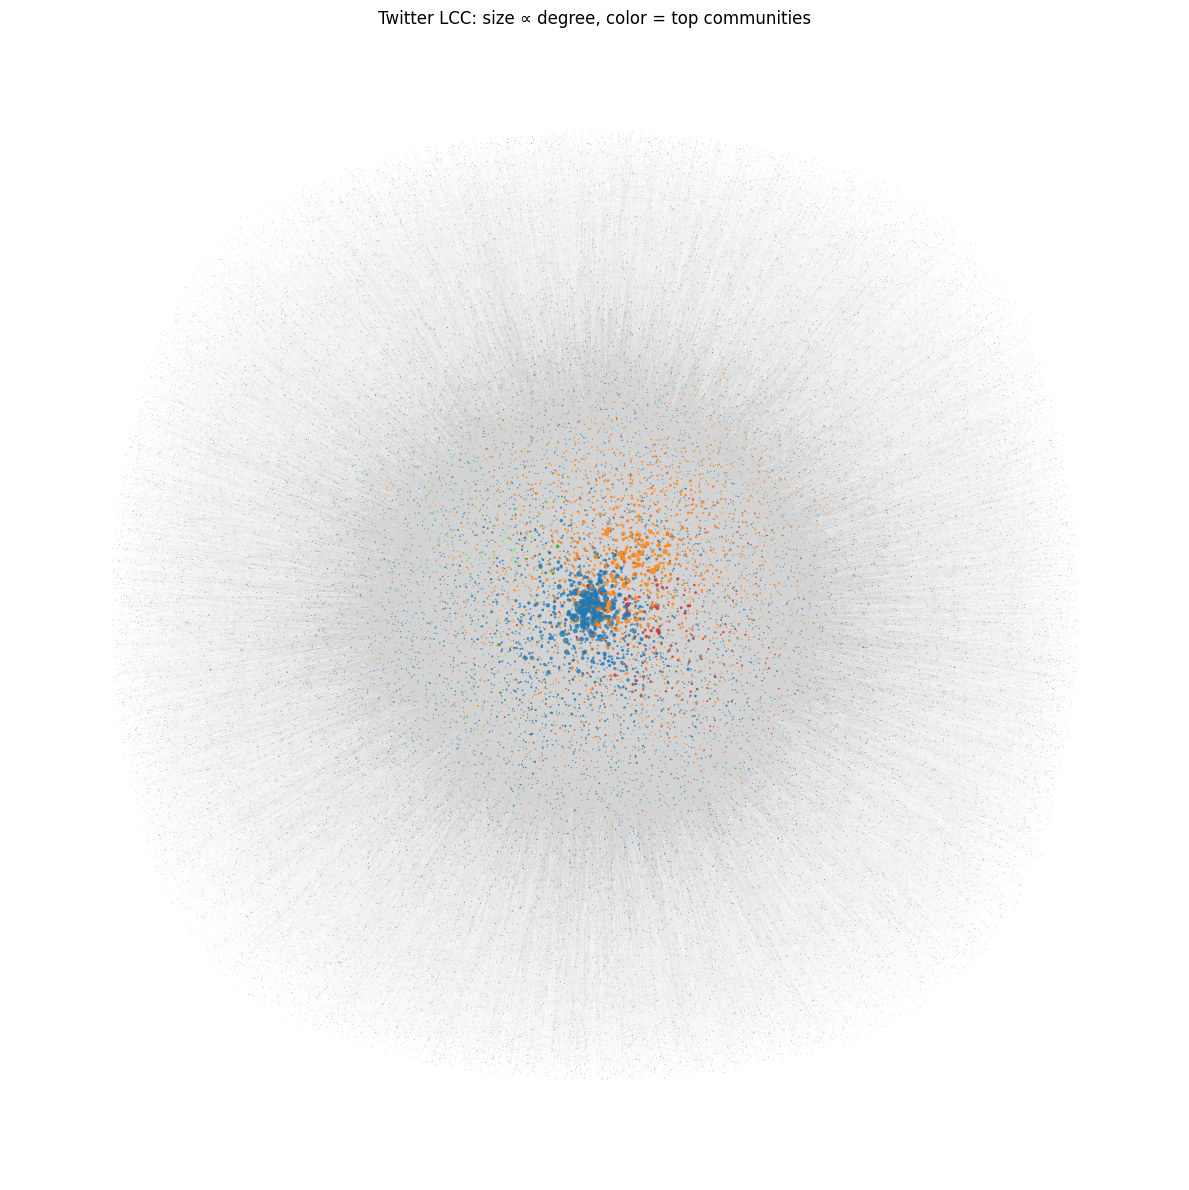 Twitter LCC: size ∝ degree, color = top communities